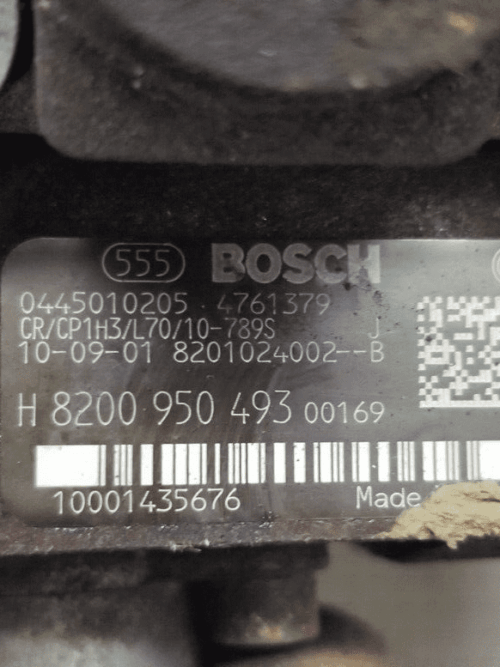 555 BOSCH
0445010205 · 4761379
CR/CP1H3/L70/10-789S J
10-09-01 8201024002--B
H 8200 950 493 00169
10001435676 Made